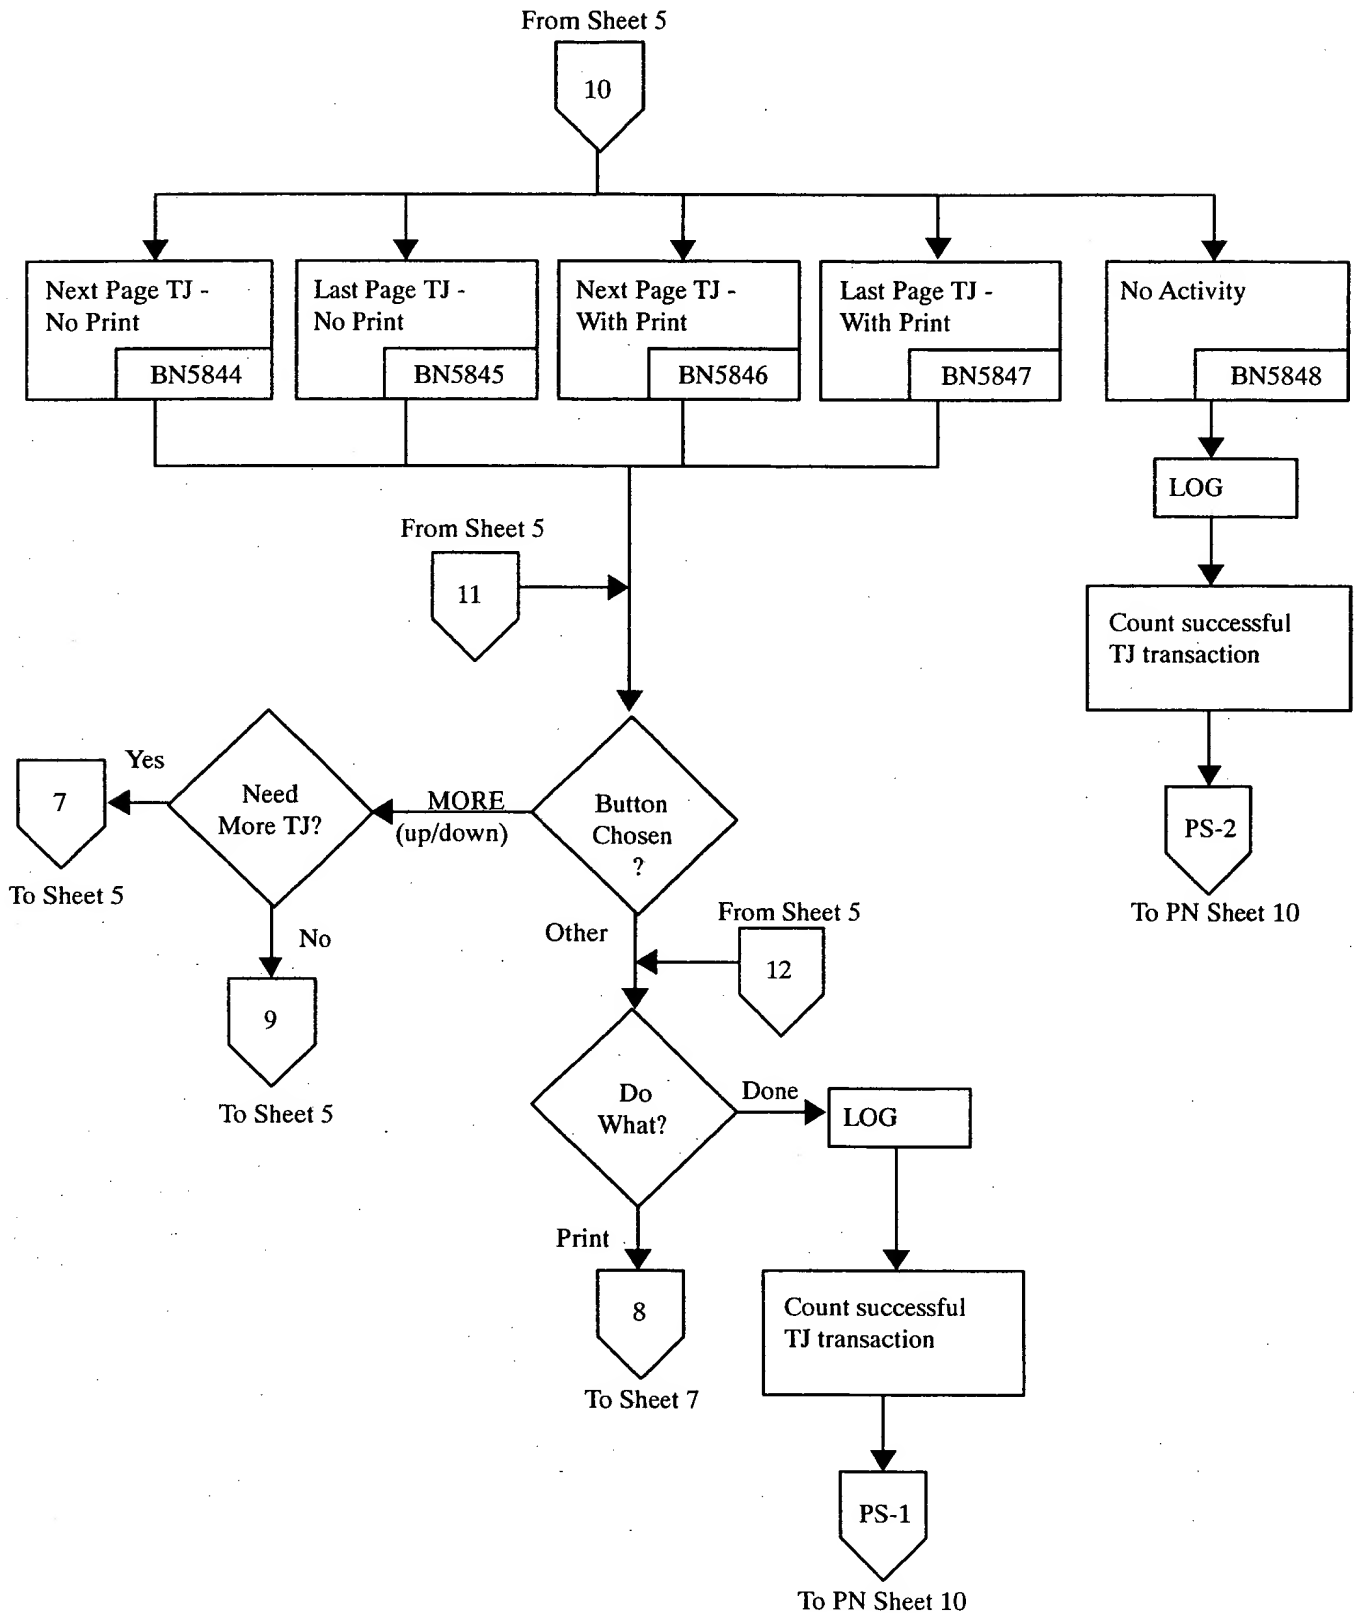 From Sheet 5
10
Next Page TJ -
No Print
BN5844
Last Page TJ -
No Print
BN5845
Next Page TJ -
With Print
BN5846
Last Page TJ -
With Print
BN5847
No Activity
BN5848
LOG
Count successful
TJ transaction
PS-2
To PN Sheet 10
From Sheet 5
11
Button
Chosen
?
MORE
(up/down)
Need
More TJ?
Yes
7
To Sheet 5
No
9
To Sheet 5
Other
From Sheet 5
12
Do
What?
Done
LOG
Count successful
TJ transaction
PS-1
To PN Sheet 10
Print
8
To Sheet 7